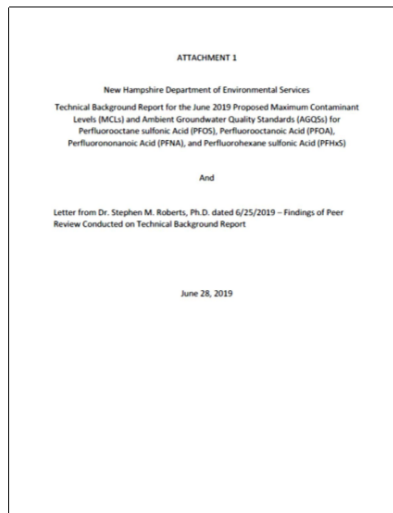 ATTACHMENT 1
New Hampshire Department of Environmental Services
Technical Background Report for the June 2019 Proposed Maximum Contaminant
Levels (MCLs) and Ambient Groundwater Quality Standards (AGQSs) for
Perfluorooctane sulfonic Acid (PFOS), Perfluorooctanoic Acid (PFOA),
Perfluorononanoic Acid (PFNA), and Perfluorohexane sulfonic Acid (PFHxS)
And
Letter from Dr. Stephen M. Roberts, Ph.D. dated 6/25/2019 – Findings of Peer
Review Conducted on Technical Background Report
June 28, 2019